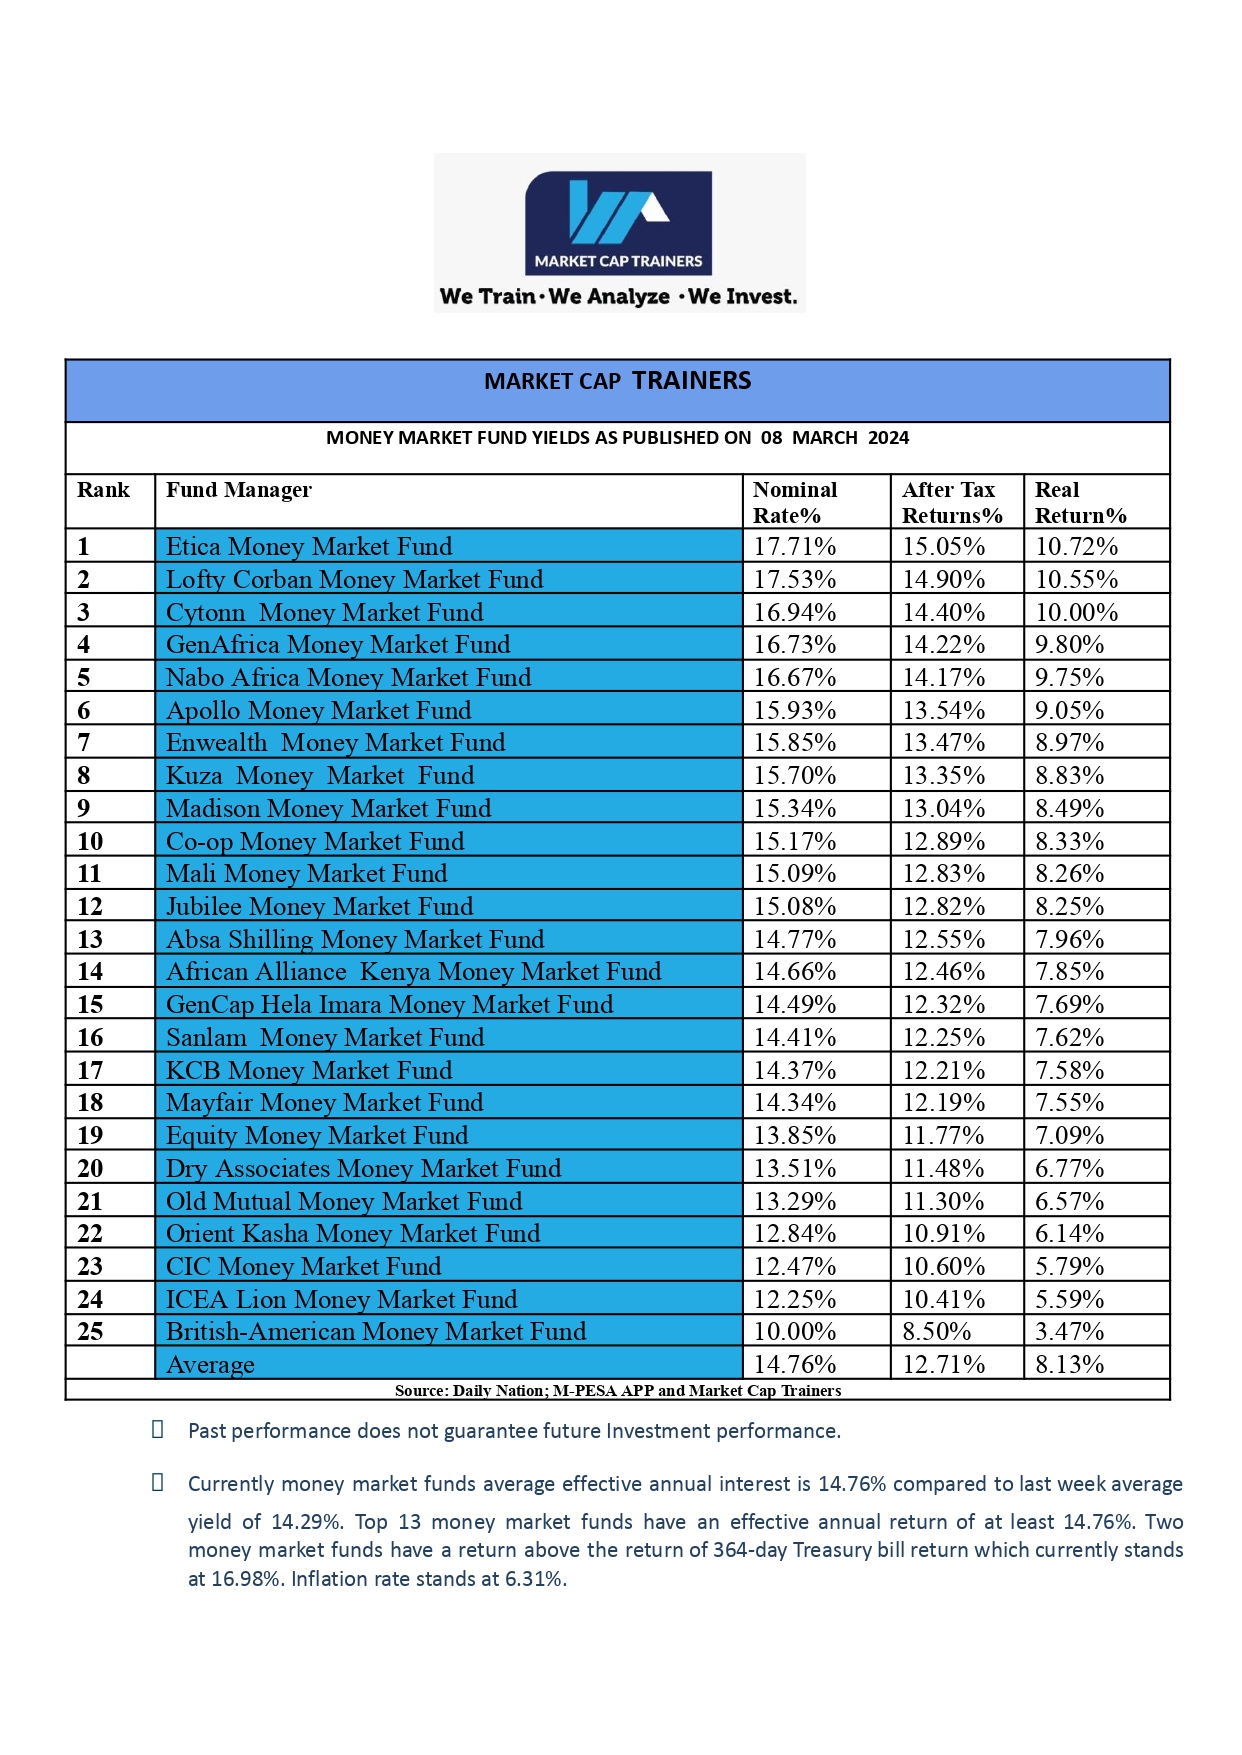 MARKET CAP TRAINERS
We Train · We Analyze · We Invest.
MARKET CAP TRAINERS
MONEY MARKET FUND YIELDS AS PUBLISHED ON 08 MARCH 2024
Rank Fund Manager Nominal Rate% After Tax Returns% Real Return%
1 Etica Money Market Fund 17.71% 15.05% 10.72%
2 Lofty Corban Money Market Fund 17.53% 14.90% 10.55%
3 Cytonn Money Market Fund 16.94% 14.40% 10.00%
4 GenAfrica Money Market Fund 16.73% 14.22% 9.80%
5 Nabo Africa Money Market Fund 16.67% 14.17% 9.75%
6 Apollo Money Market Fund 15.93% 13.54% 9.05%
7 Enwealth Money Market Fund 15.85% 13.47% 8.97%
8 Kuza Money Market Fund 15.70% 13.35% 8.83%
9 Madison Money Market Fund 15.34% 13.04% 8.49%
10 Co-op Money Market Fund 15.17% 12.89% 8.33%
11 Mali Money Market Fund 15.09% 12.83% 8.26%
12 Jubilee Money Market Fund 15.08% 12.82% 8.25%
13 Absa Shilling Money Market Fund 14.77% 12.55% 7.96%
14 African Alliance Kenya Money Market Fund 14.66% 12.46% 7.85%
15 GenCap Hela Imara Money Market Fund 14.49% 12.32% 7.69%
16 Sanlam Money Market Fund 14.41% 12.25% 7.62%
17 KCB Money Market Fund 14.37% 12.21% 7.58%
18 Mayfair Money Market Fund 14.34% 12.19% 7.55%
19 Equity Money Market Fund 13.85% 11.77% 7.09%
20 Dry Associates Money Market Fund 13.51% 11.48% 6.77%
21 Old Mutual Money Market Fund 13.29% 11.30% 6.57%
22 Orient Kasha Money Market Fund 12.84% 10.91% 6.14%
23 CIC Money Market Fund 12.47% 10.60% 5.79%
24 ICEA Lion Money Market Fund 12.25% 10.41% 5.59%
25 British-American Money Market Fund 10.00% 8.50% 3.47%
Average 14.76% 12.71% 8.13%
Source: Daily Nation; M-PESA APP and Market Cap Trainers
Past performance does not guarantee future Investment performance.
Currently money market funds average effective annual interest is 14.76% compared to last week average
yield of 14.29%. Top 13 money market funds have an effective annual return of at least 14.76%. Two
money market funds have a return above the return of 364-day Treasury bill return which currently stands
at 16.98%. Inflation rate stands at 6.31%.